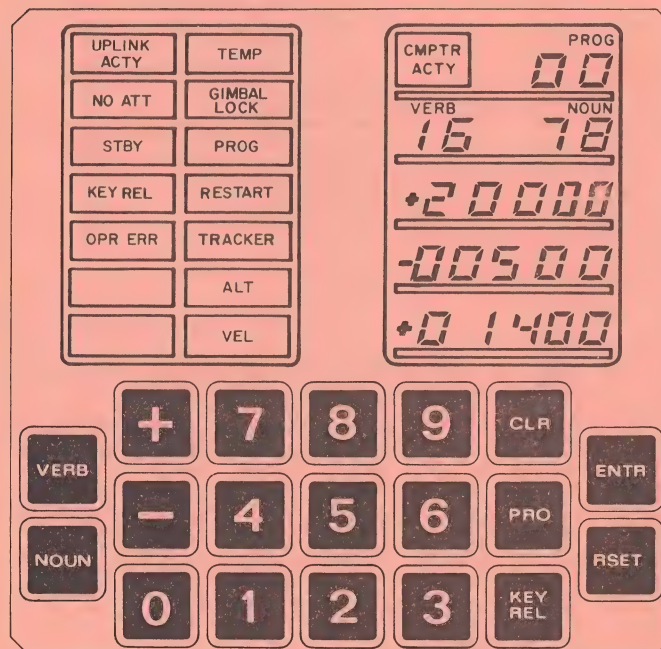 UPLINK ACTY
TEMP
NO ATT
GIMBAL LOCK
STBY
PROG
KEY REL
RESTART
OPR ERR
TRACKER
ALT
VEL
CMPTR ACTY
PROG
00
VERB
NOUN
16
78
+20000
-00500
+01400
VERB
NOUN
+
7
8
9
CLR
-
4
5
6
PRO
0
1
2
3
KEY REL
ENTR
RSET